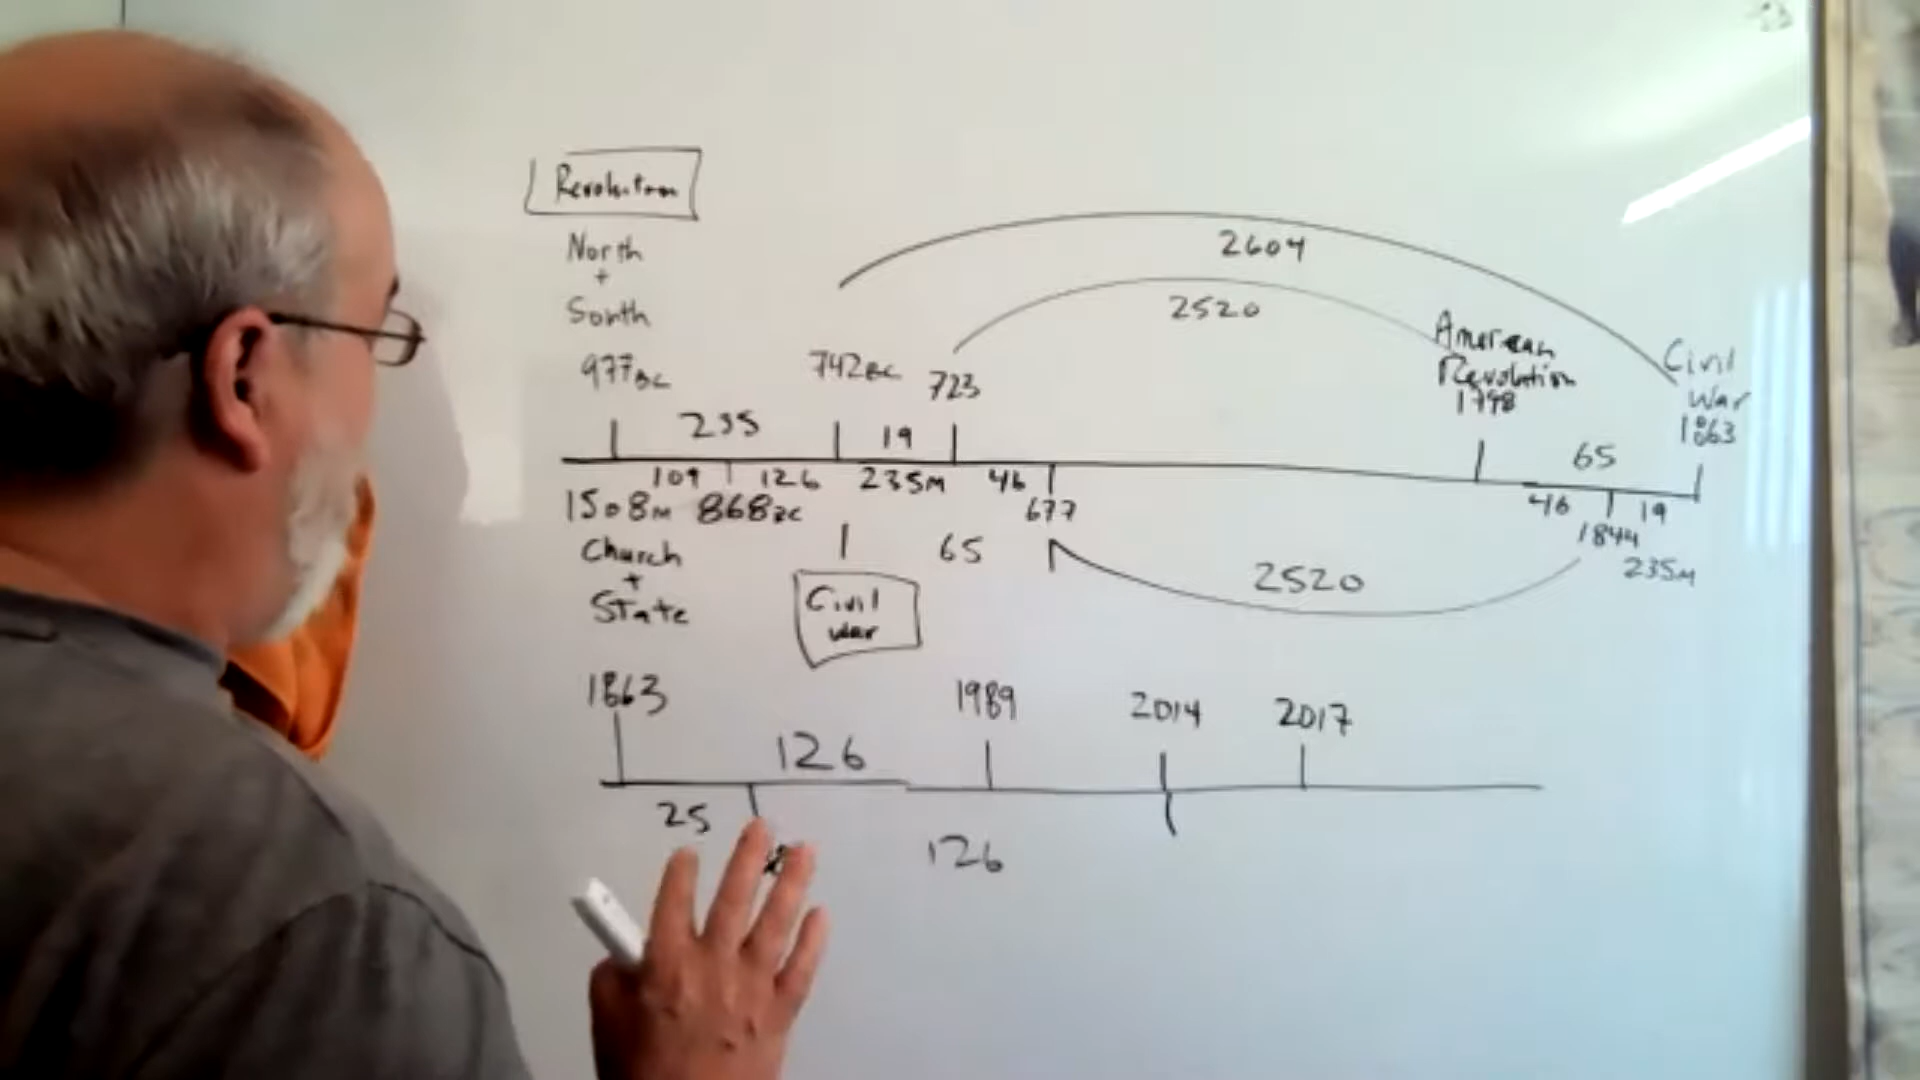 Revolution
North
+
South
2604
2520
977BC
742BC
723
American
Revolution
1798
Civil
War
1863
235
19
65
109
126
235M
46
46
19
1508M
868BC
677
1844
235M
Church
+
State
65
2520
Civil
War
1863
1989
2014
2017
126
25
126